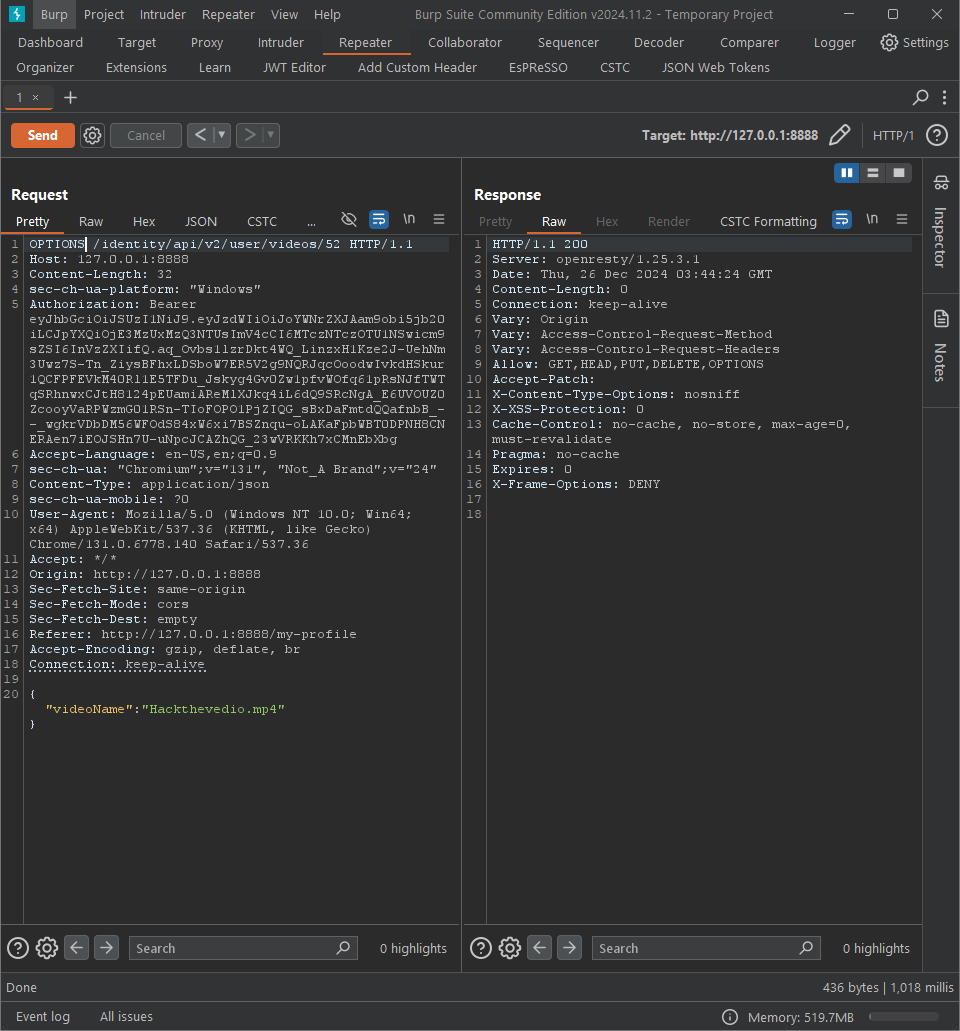 Burp Project Intruder Repeater View Help Burp Suite Community Edition v2024.11.2 - Temporary Project
Dashboard Target Proxy Intruder Repeater Collaborator Sequencer Decoder Comparer Logger Settings
Organizer Extensions Learn JWT Editor Add Custom Header EsPReSSO CSTC JSON Web Tokens
1 × +
Send Cancel < > Target: http://127.0.0.1:8888 HTTP/1 ?
Request
Pretty Raw Hex JSON CSTC ... \n
1 OPTIONS /identity/api/v2/user/videos/52 HTTP/1.1
2 Host: 127.0.0.1:8888
3 Content-Length: 32
4 sec-ch-ua-platform: "Windows"
5 Authorization: Bearer
eyJhbGciOiJSUzI1NiJ9.eyJzdWIiOiJoYWNrZXJAam9obi5jb20
iLCJpYXQiOjE3MzUxMzQ3NTUsImV4cCI6MTczNTczOTU1NSwicm9
sZSI6InVzZXIifQ.aq_Ovbs1lzrDkt4WQ_LinzxH1Kze2J-UehNm
3Uwz7S-Tn_ZiysBFhxLDSboW7ER5V2g9NQRJqcOoodwIvkdHSkur
1QCFPFEVkM40Rl1E5TFDu_Jskyg4Gv0Zw1pfvWOfq61pRsNJfTWT
qSRhnwxCJtH8124pEUamiAReM1XJkq4iL6dQ9SRcNgA_E6UVOUZ0
ZcooyVaRPWzmG01RSn-TIoFOPO1PjZIQG_sBxDaFmtdQQafnbB_-
-_wgkrVDbDM56WFOdS84xW6xi7BSZnqu-oLAKaFpbWBT0DPNH8CN
ERAen7iEOJSHn7U-uNpcJCAZhQG_23wVRKKh7xCMnEbXbg
6 Accept-Language: en-US,en;q=0.9
7 sec-ch-ua: "Chromium";v="131", "Not_A Brand";v="24"
8 Content-Type: application/json
9 sec-ch-ua-mobile: ?0
10 User-Agent: Mozilla/5.0 (Windows NT 10.0; Win64;
x64) AppleWebKit/537.36 (KHTML, like Gecko)
Chrome/131.0.6778.140 Safari/537.36
11 Accept: */*
12 Origin: http://127.0.0.1:8888
13 Sec-Fetch-Site: same-origin
14 Sec-Fetch-Mode: cors
15 Sec-Fetch-Dest: empty
16 Referer: http://127.0.0.1:8888/my-profile
17 Accept-Encoding: gzip, deflate, br
18 Connection: keep-alive
19
20 {
"videoName":"Hackthevedio.mp4"
}
? Search 0 highlights
Response
Pretty Raw Hex Render CSTC Formatting \n
1 HTTP/1.1 200
2 Server: openresty/1.25.3.1
3 Date: Thu, 26 Dec 2024 03:44:24 GMT
4 Content-Length: 0
5 Connection: keep-alive
6 Vary: Origin
7 Vary: Access-Control-Request-Method
8 Vary: Access-Control-Request-Headers
9 Allow: GET,HEAD,PUT,DELETE,OPTIONS
10 Accept-Patch:
11 X-Content-Type-Options: nosniff
12 X-XSS-Protection: 0
13 Cache-Control: no-cache, no-store, max-age=0,
must-revalidate
14 Pragma: no-cache
15 Expires: 0
16 X-Frame-Options: DENY
17
18
? Search 0 highlights
Inspector
Notes
Done 436 bytes | 1,018 millis
Event log All issues Memory: 519.7MB